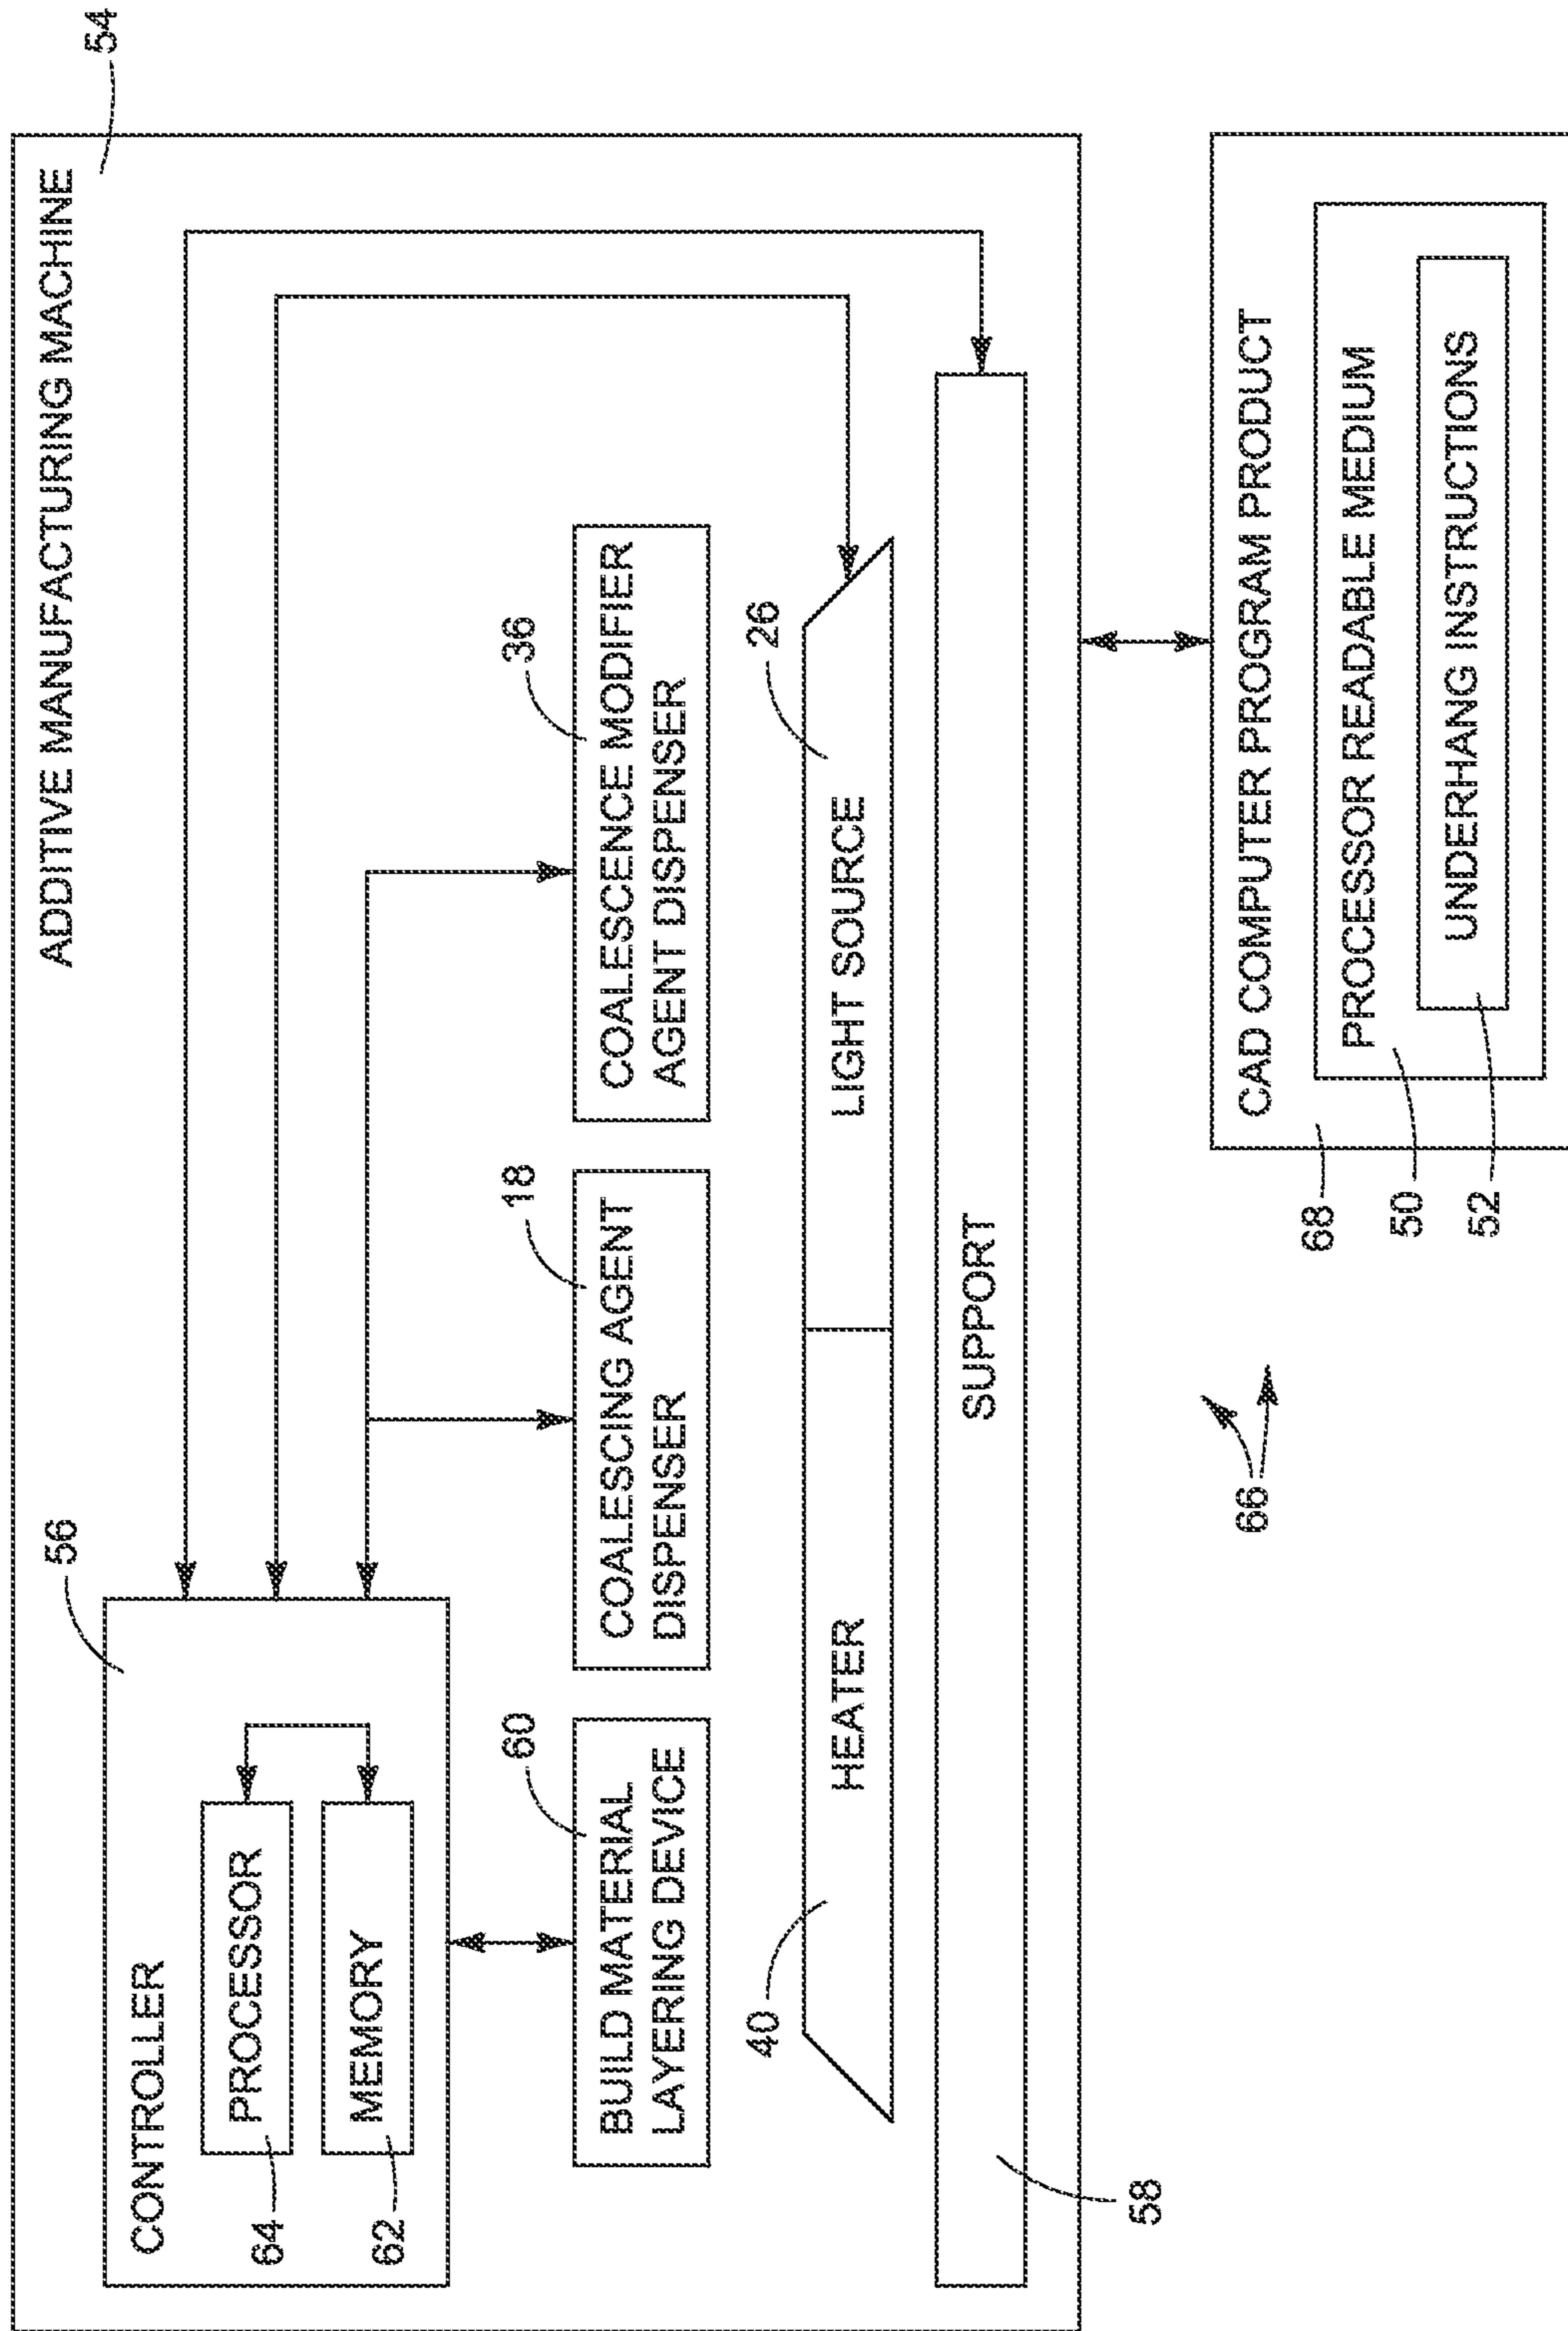 ADDITIVE MANUFACTURING MACHINE
54
56
CONTROLLER
PROCESSOR
64
MEMORY
62
60
BUILD MATERIAL
LAYERING DEVICE
18
COALESCING AGENT
DISPENSER
36
COALESCENCE MODIFIER
AGENT DISPENSER
40
HEATER
LIGHT SOURCE
26
SUPPORT
58
66
CAD COMPUTER PROGRAM PRODUCT
68
PROCESSOR READABLE MEDIUM
50
UNDERHANG INSTRUCTIONS
52